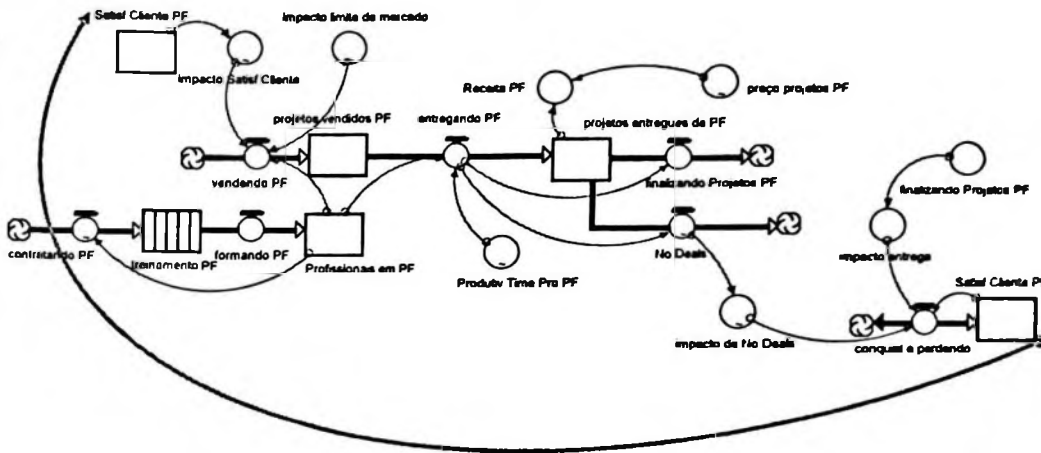 Satisf Cliente PF
impacto limite de mercado
impacto Satisf Cliente
Receita PF
preço projetos PF
projetos vendidos PF
entregando PF
projetos entregues de PF
vendendo PF
finalizando Projetos PF
finalizando Projetos PF
contratando PF
treinamento PF
formando PF
Profissionais em PF
Produtiv Time Pro PF
No Deals
impacto entrega
Satisf Cliente PF
impacto de No Deals
conquist e perdendo